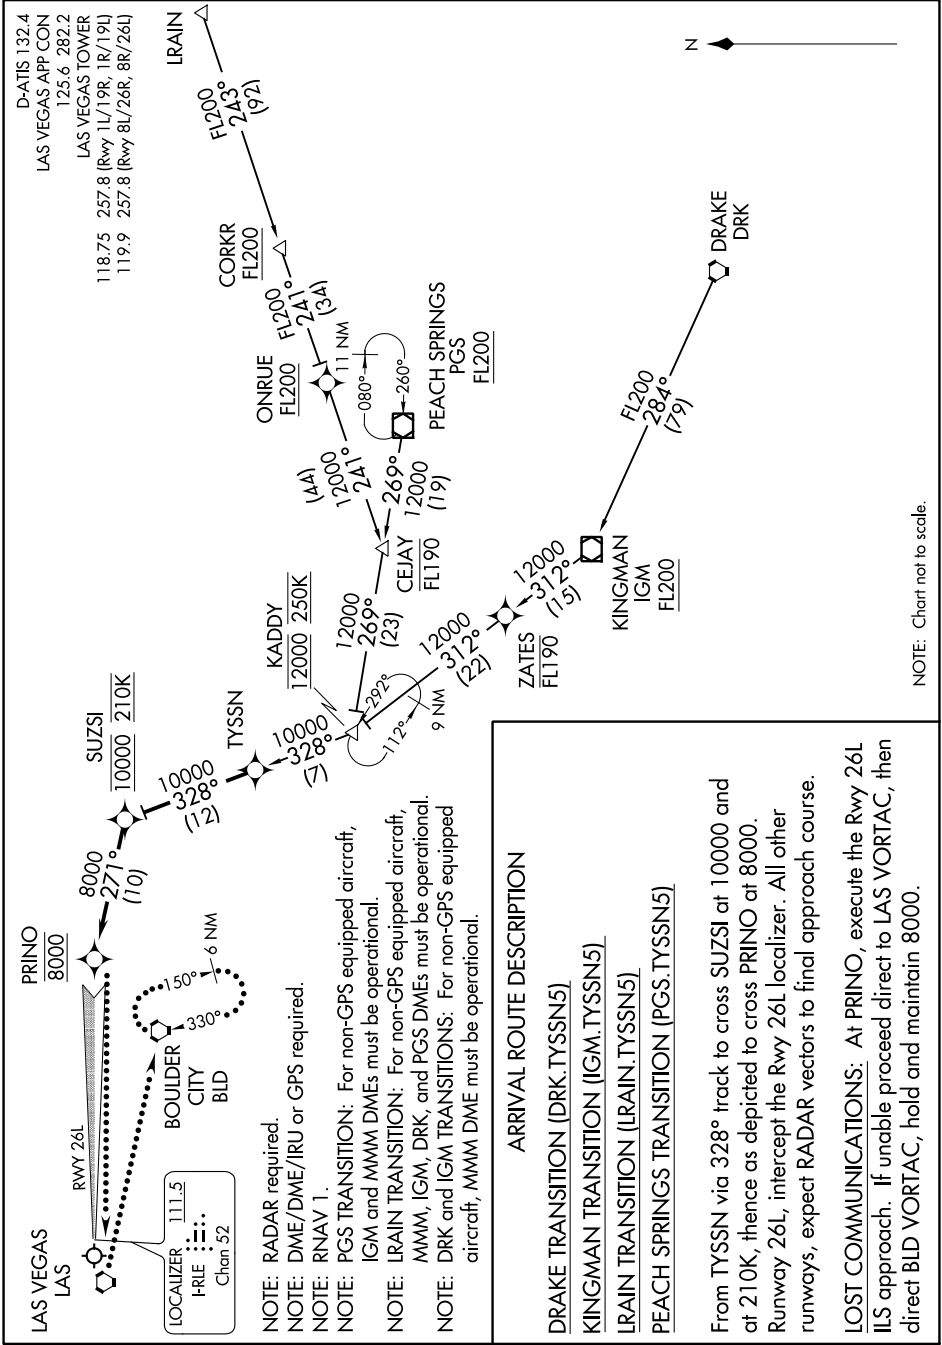 D-ATIS 132.4
LAS VEGAS APP CON
125.6 282.2
LAS VEGAS TOWER
118.75 257.8 (Rwy 1L/19R, 1R/19L)
119.9 257.8 (Rwy 8L/26R, 8R/26L)
LRAIN
FL200
243°
(92)
CORKR
FL200
FL200
241°
(34)
ONRUE
FL200
11 NM
080°
260°
PEACH SPRINGS
PGS
FL200
(44)
12000
241°
269°
12000
(19)
CEJAY
FL190
12000
269°
(23)
N
DRAKE
DRK
FL200
284°
(79)
KINGMAN
IGM
FL200
12000
312°
(15)
ZATES
FL190
12000
312°
(22)
KADDY
12000 250K
292°
112°
9 NM
10000
328°
(7)
TYSSN
10000
328°
(12)
SUZSI
10000 210K
8000
271°
(10)
PRINO
8000
RWY 26L
LAS VEGAS
LAS
LOCALIZER 111.5
I-RLE
Chan 52
BOULDER
CITY
BLD
150°
330°
6 NM
NOTE: RADAR required.
NOTE: DME/DME/IRU or GPS required.
NOTE: RNAV 1.
NOTE: PGS TRANSITION: For non-GPS equipped aircraft,
IGM and MMM DMEs must be operational.
NOTE: LRAIN TRANSITION: For non-GPS equipped aircraft,
MMM, IGM, DRK, and PGS DMEs must be operational.
NOTE: DRK and IGM TRANSITIONS: For non-GPS equipped
aircraft, MMM DME must be operational.
NOTE: Chart not to scale.
ARRIVAL ROUTE DESCRIPTION
DRAKE TRANSITION (DRK.TYSSN5)
KINGMAN TRANSITION (IGM.TYSSN5)
LRAIN TRANSITION (LRAIN.TYSSN5)
PEACH SPRINGS TRANSITION (PGS.TYSSN5)
From TYSSN via 328° track to cross SUZSI at 10000 and
at 210K, thence as depicted to cross PRINO at 8000.
Runway 26L, intercept the Rwy 26L localizer. All other
runways, expect RADAR vectors to final approach course.
LOST COMMUNICATIONS: At PRINO, execute the Rwy 26L
ILS approach. If unable proceed direct to LAS VORTAC, then
direct BLD VORTAC, hold and maintain 8000.